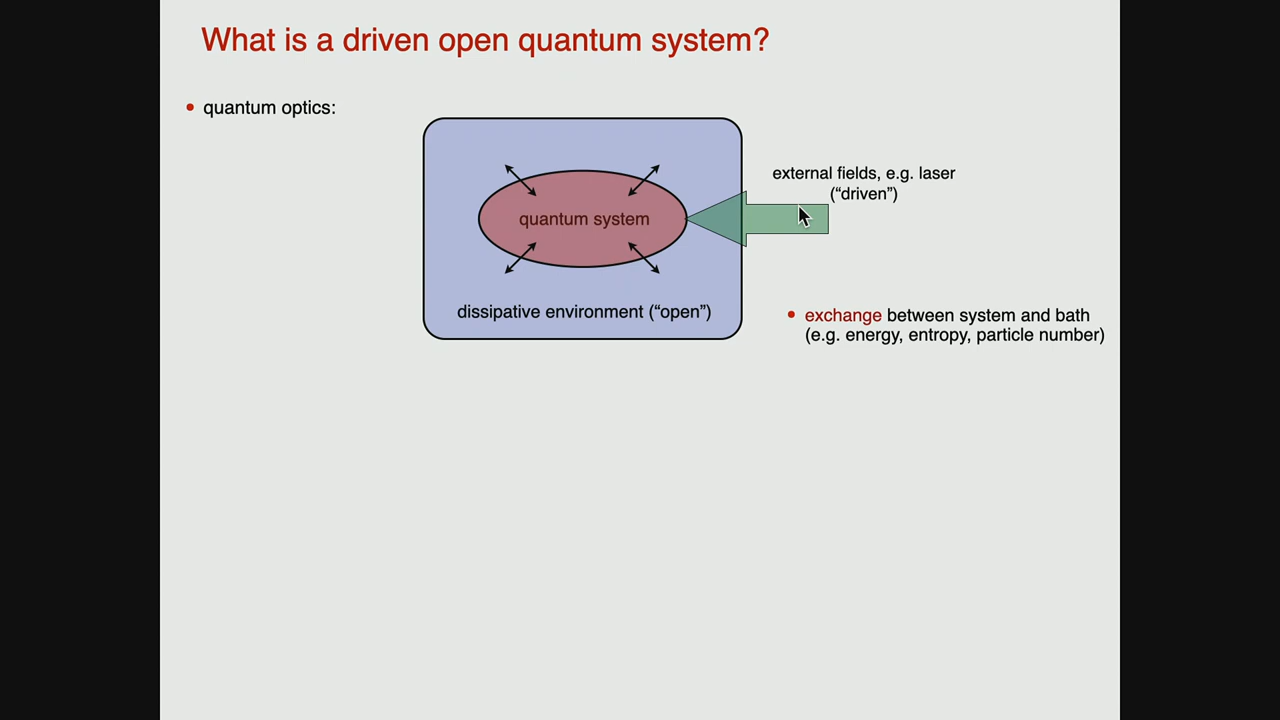 What is a driven open quantum system?
• quantum optics:
external fields, e.g. laser
(“driven”)
quantum system
dissipative environment (“open”)
• exchange between system and bath
(e.g. energy, entropy, particle number)